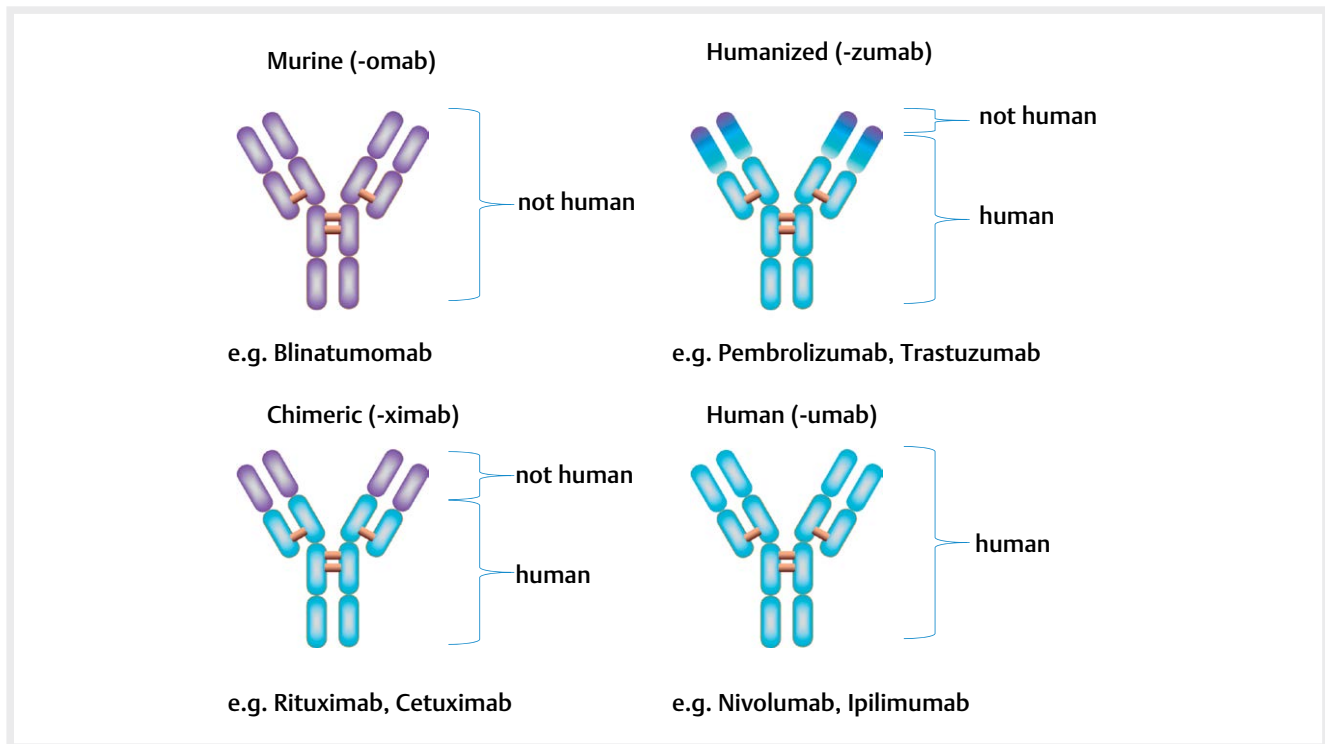 Murine (-omab)
not human
e.g. Blinatumomab
Humanized (-zumab)
not human
human
e.g. Pembrolizumab, Trastuzumab
Chimeric (-ximab)
not human
human
e.g. Rituximab, Cetuximab
Human (-umab)
human
e.g. Nivolumab, Ipilimumab